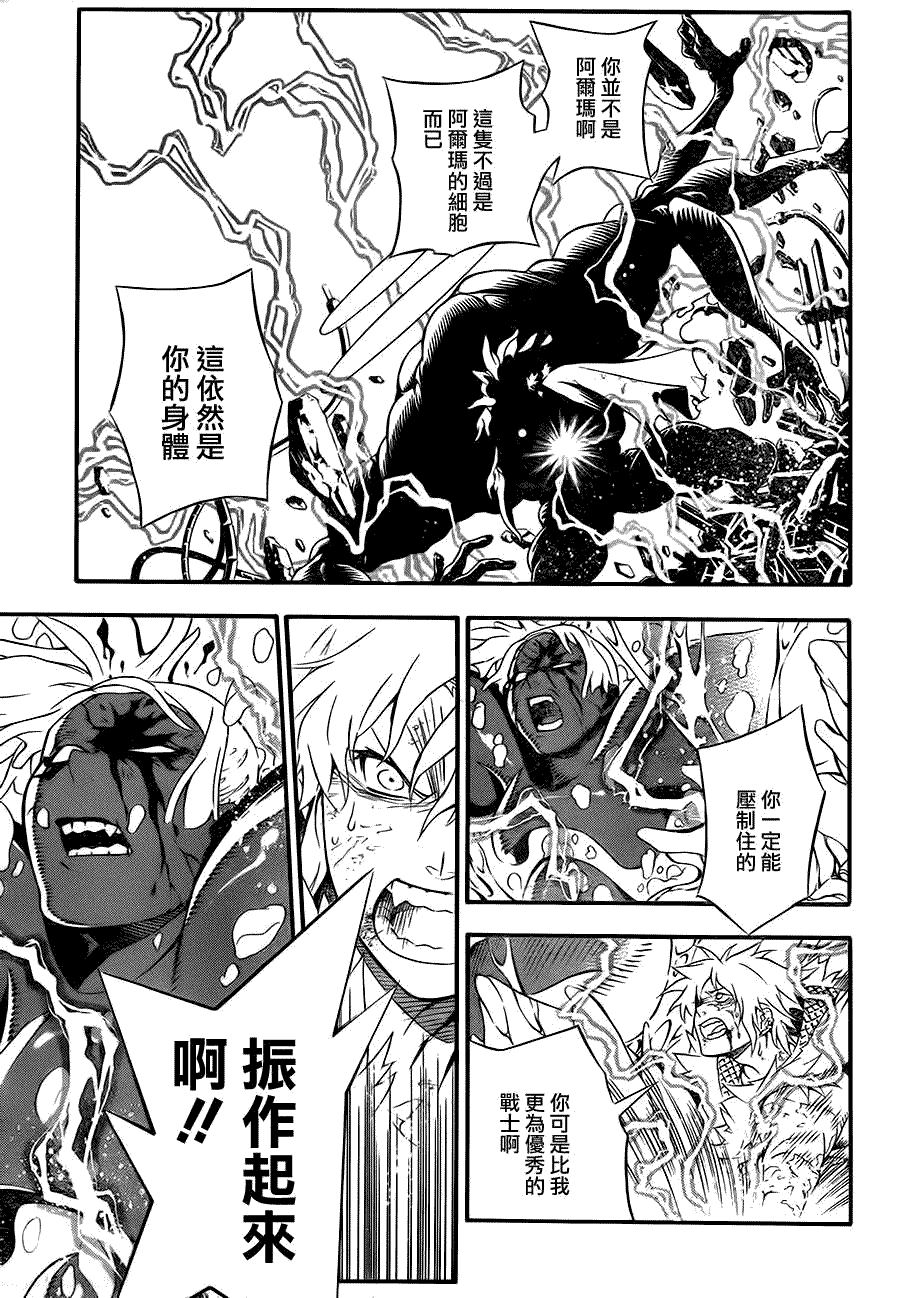 你並不是
阿爾瑪啊
這隻不過是
阿爾瑪的細胞
而已
這依然是
你的身體
你一定能
壓制住的
你可是比我
更為優秀的
戰士啊
振作起來
啊!!